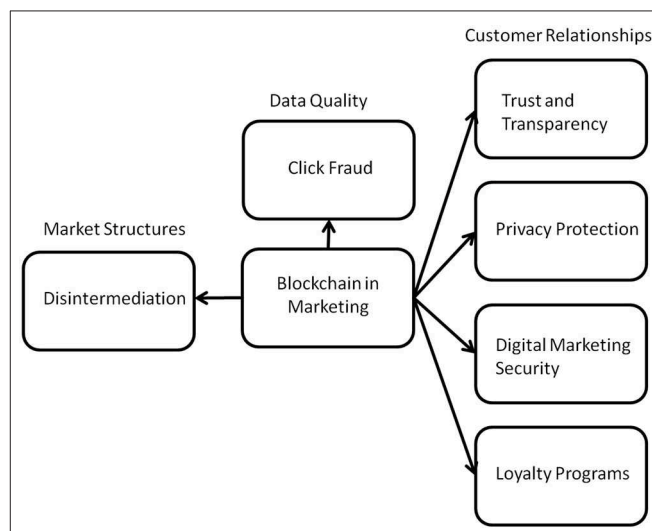 Customer Relationships
Data Quality
Trust and
Transparency
Click Fraud
Market Structures
Privacy Protection
Disintermediation
Blockchain in
Marketing
Digital Marketing
Security
Loyalty Programs